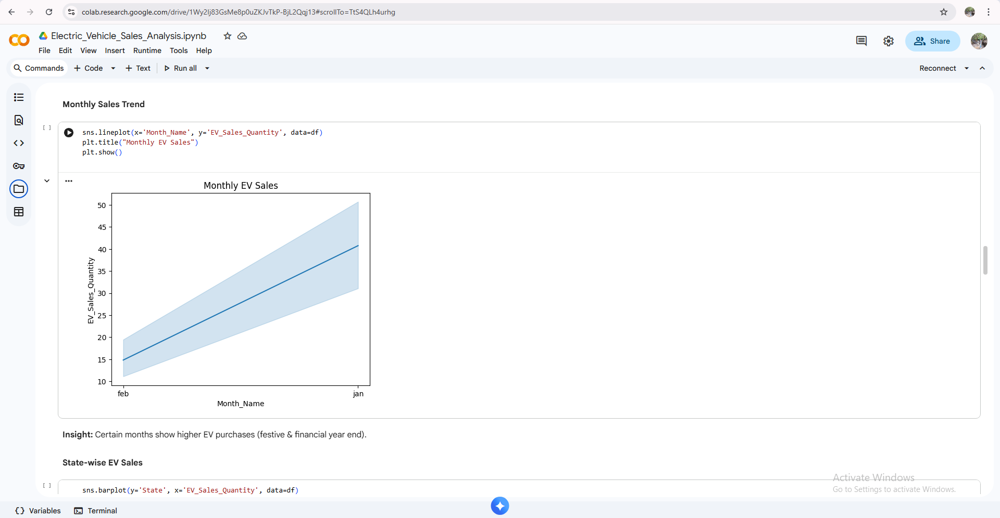 colab.research.google.com/drive/1Wy2lj83GsMe8p0uZKJvTkP-BjL2Qqj13#scrollTo=TtS4QLh4urhg
Electric_Vehicle_Sales_Analysis.ipynb
File Edit View Insert Runtime Tools Help
Share
Commands + Code + Text Run all
Reconnect
Monthly Sales Trend
[ ]
sns.lineplot(x='Month_Name', y='EV_Sales_Quantity', data=df)
plt.title("Monthly EV Sales")
plt.show()
Monthly EV Sales
50
45
40
35
30
25
20
15
10
EV_Sales_Quantity
feb jan
Month_Name
Insight: Certain months show higher EV purchases (festive & financial year end).
State-wise EV Sales
[ ]
sns.barplot(y='State', x='EV_Sales_Quantity', data=df)
Activate Windows
Go to Settings to activate Windows.
Variables Terminal